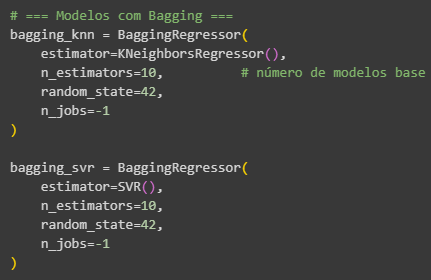 # === Modelos com Bagging ===
bagging_knn = BaggingRegressor(
    estimator=KNeighborsRegressor(),
    n_estimators=10,          # número de modelos base
    random_state=42,
    n_jobs=-1
)
bagging_svr = BaggingRegressor(
    estimator=SVR(),
    n_estimators=10,
    random_state=42,
    n_jobs=-1
)